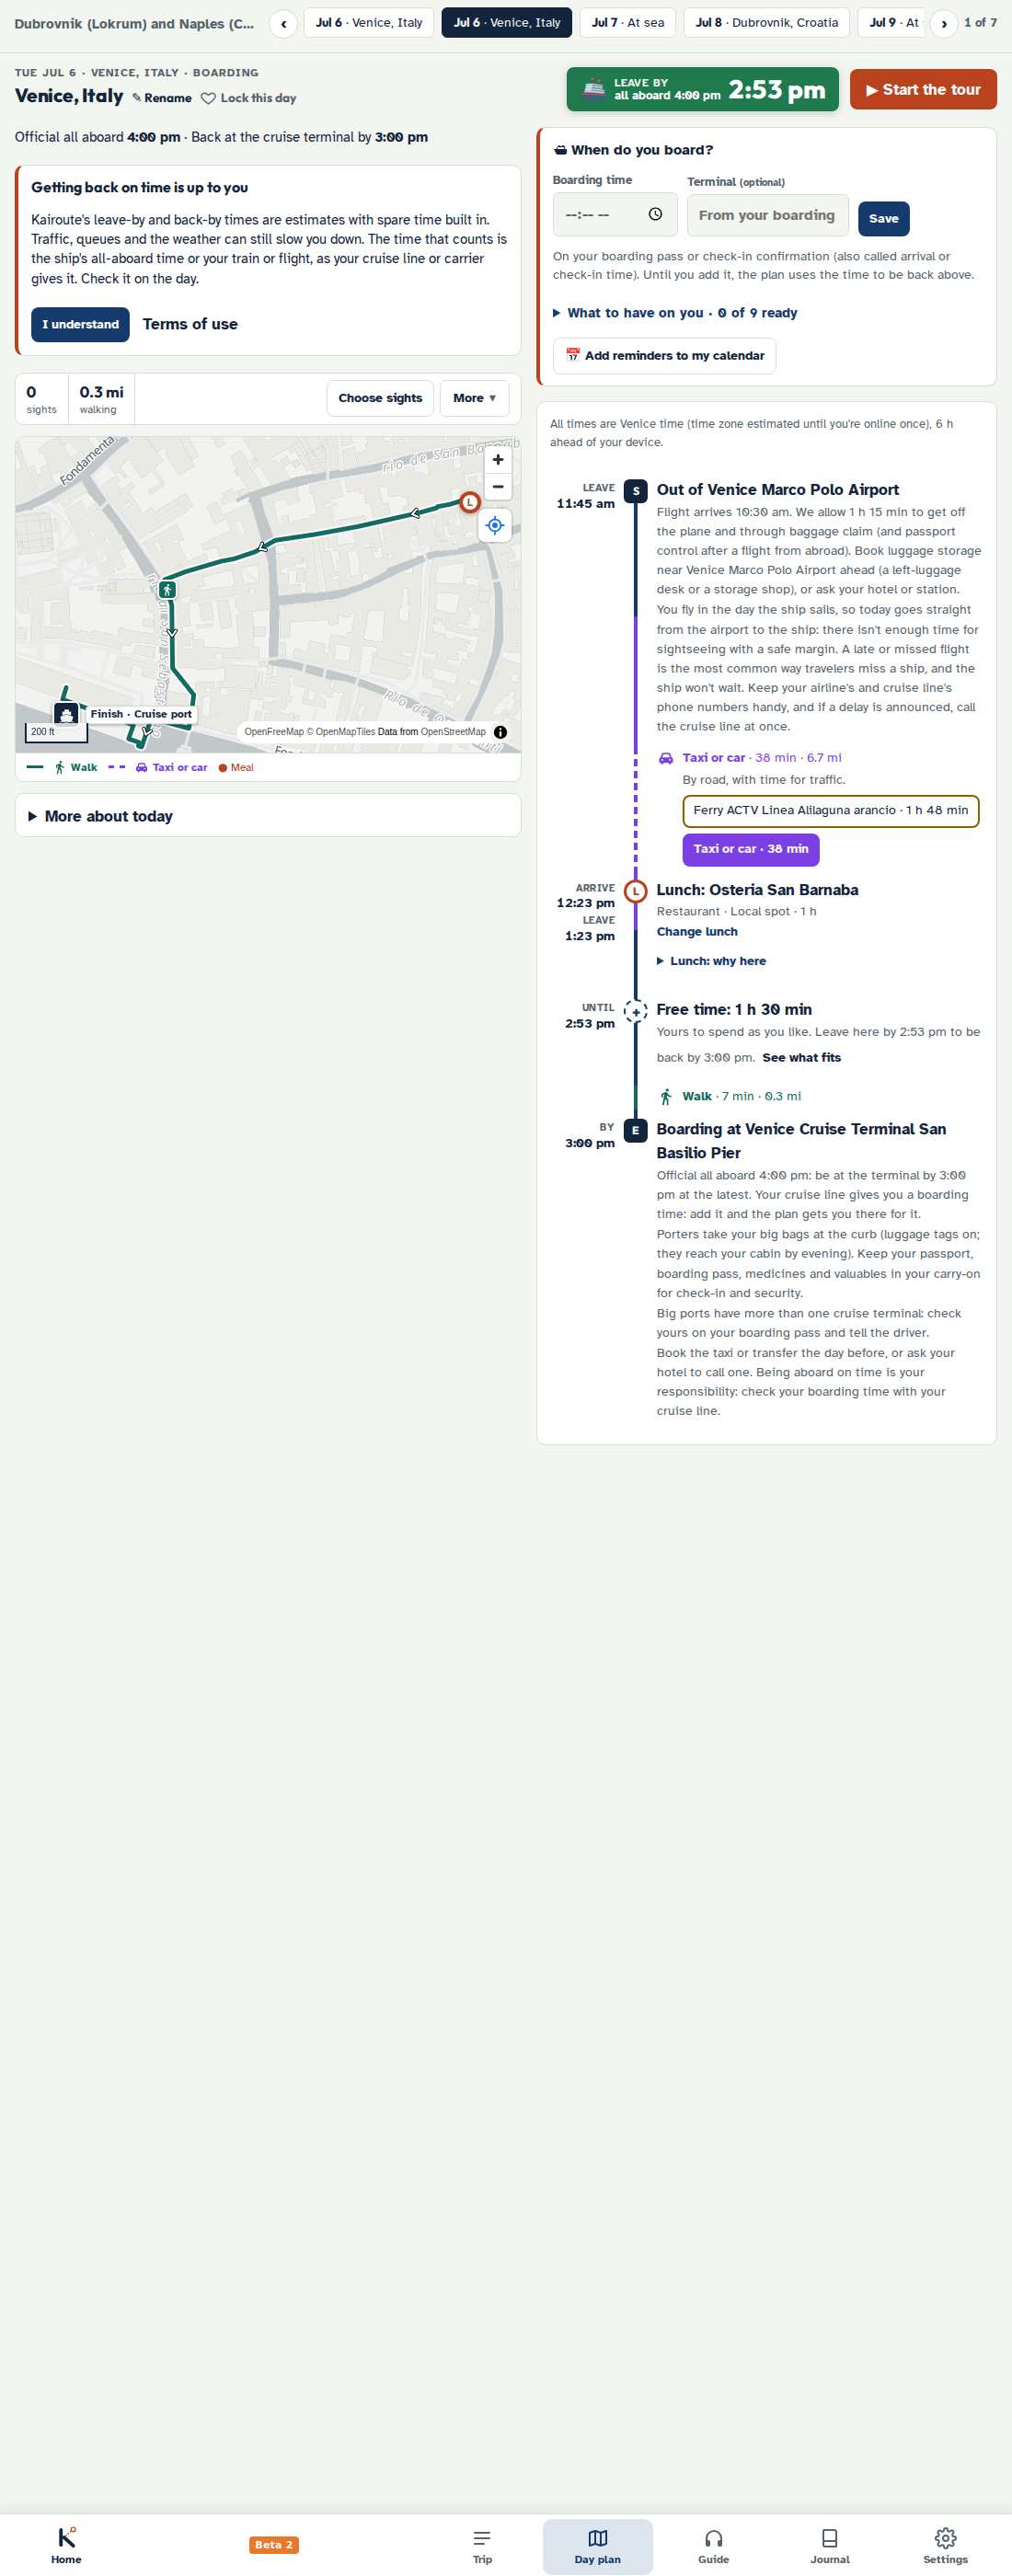 Dubrovnik (Lokrum) and Naples (C...
‹
Jul 6 · Venice, Italy
Jul 6 · Venice, Italy
Jul 7 · At sea
Jul 8 · Dubrovnik, Croatia
Jul 9 · At
›
1 of 7
TUE JUL 6 · VENICE, ITALY · BOARDING
Venice, Italy
✎ Rename
Lock this day
LEAVE BY
all aboard 4:00 pm
2:53 pm
▶ Start the tour
Official all aboard 4:00 pm · Back at the cruise terminal by 3:00 pm
Getting back on time is up to you
Kairoute's leave-by and back-by times are estimates with spare time built in.
Traffic, queues and the weather can still slow you down. The time that counts is
the ship's all-aboard time or your train or flight, as your cruise line or carrier
gives it. Check it on the day.
I understand
Terms of use
0
sights
0.3 mi
walking
Choose sights
More ▾
Fondamenta
L
+
−
Finish · Cruise port
200 ft
OpenFreeMap © OpenMapTiles Data from OpenStreetMap
Walk
Taxi or car
Meal
▶ More about today
When do you board?
Boarding time
Terminal (optional)
--:-- --
From your boarding
Save
On your boarding pass or check-in confirmation (also called arrival or
check-in time). Until you add it, the plan uses the time to be back above.
▶ What to have on you · 0 of 9 ready
Add reminders to my calendar
All times are Venice time (time zone estimated until you're online once), 6 h
ahead of your device.
LEAVE
11:45 am
S
Out of Venice Marco Polo Airport
Flight arrives 10:30 am. We allow 1 h 15 min to get off
the plane and through baggage claim (and passport
control after a flight from abroad). Book luggage storage
near Venice Marco Polo Airport ahead (a left-luggage
desk or a storage shop), or ask your hotel or station.
You fly in the day the ship sails, so today goes straight
from the airport to the ship: there isn't enough time for
sightseeing with a safe margin. A late or missed flight
is the most common way travelers miss a ship, and the
ship won't wait. Keep your airline's and cruise line's
phone numbers handy, and if a delay is announced, call
the cruise line at once.
Taxi or car · 38 min · 6.7 mi
By road, with time for traffic.
Ferry ACTV Linea Alilaguna arancio · 1 h 48 min
Taxi or car · 38 min
ARRIVE
12:23 pm
LEAVE
1:23 pm
L
Lunch: Osteria San Barnaba
Restaurant · Local spot · 1 h
Change lunch
▶ Lunch: why here
UNTIL
2:53 pm
+
Free time: 1 h 30 min
Yours to spend as you like. Leave here by 2:53 pm to be
back by 3:00 pm. See what fits
Walk · 7 min · 0.3 mi
BY
3:00 pm
E
Boarding at Venice Cruise Terminal San
Basilio Pier
Official all aboard 4:00 pm: be at the terminal by 3:00
pm at the latest. Your cruise line gives you a boarding
time: add it and the plan gets you there for it.
Porters take your big bags at the curb (luggage tags on;
they reach your cabin by evening). Keep your passport,
boarding pass, medicines and valuables in your carry-on
for check-in and security.
Big ports have more than one cruise terminal: check
yours on your boarding pass and tell the driver.
Book the taxi or transfer the day before, or ask your
hotel to call one. Being aboard on time is your
responsibility: check your boarding time with your
cruise line.
Home
Beta 2
Trip
Day plan
Guide
Journal
Settings